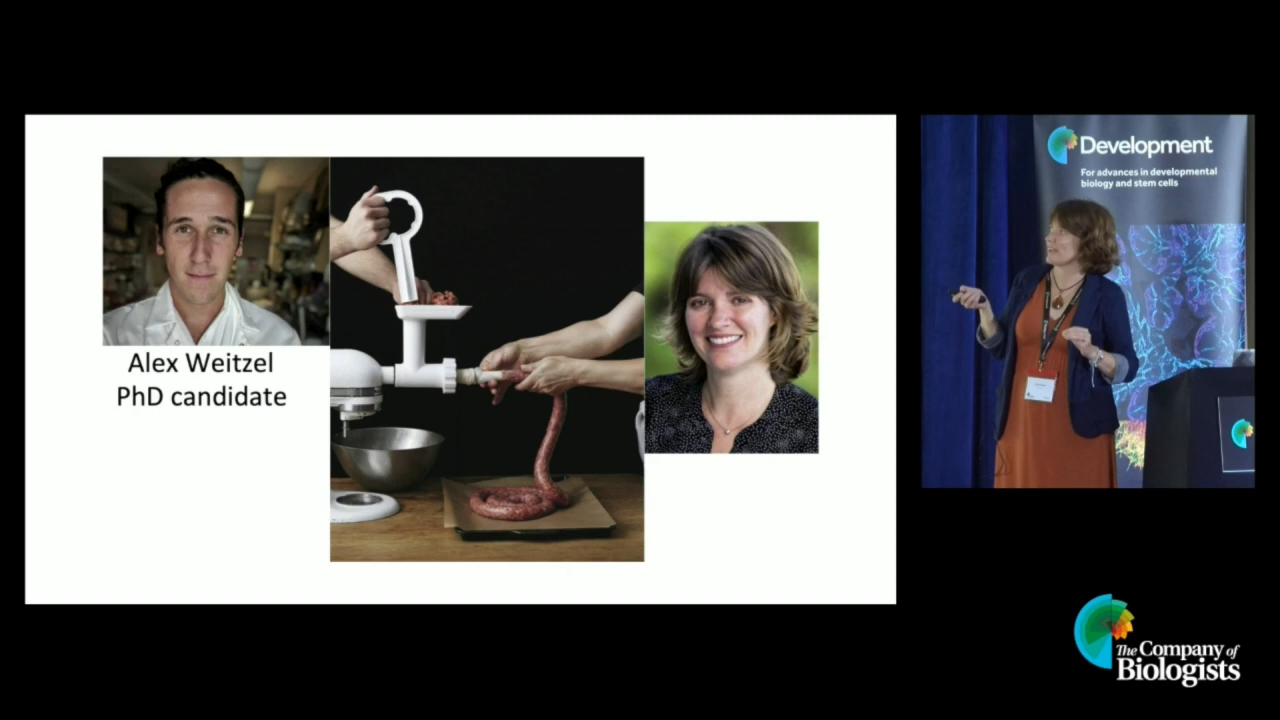 Alex Weitzel
PhD candidate
Development
For advances in developmental
biology and stem cells
The Company of
Biologists